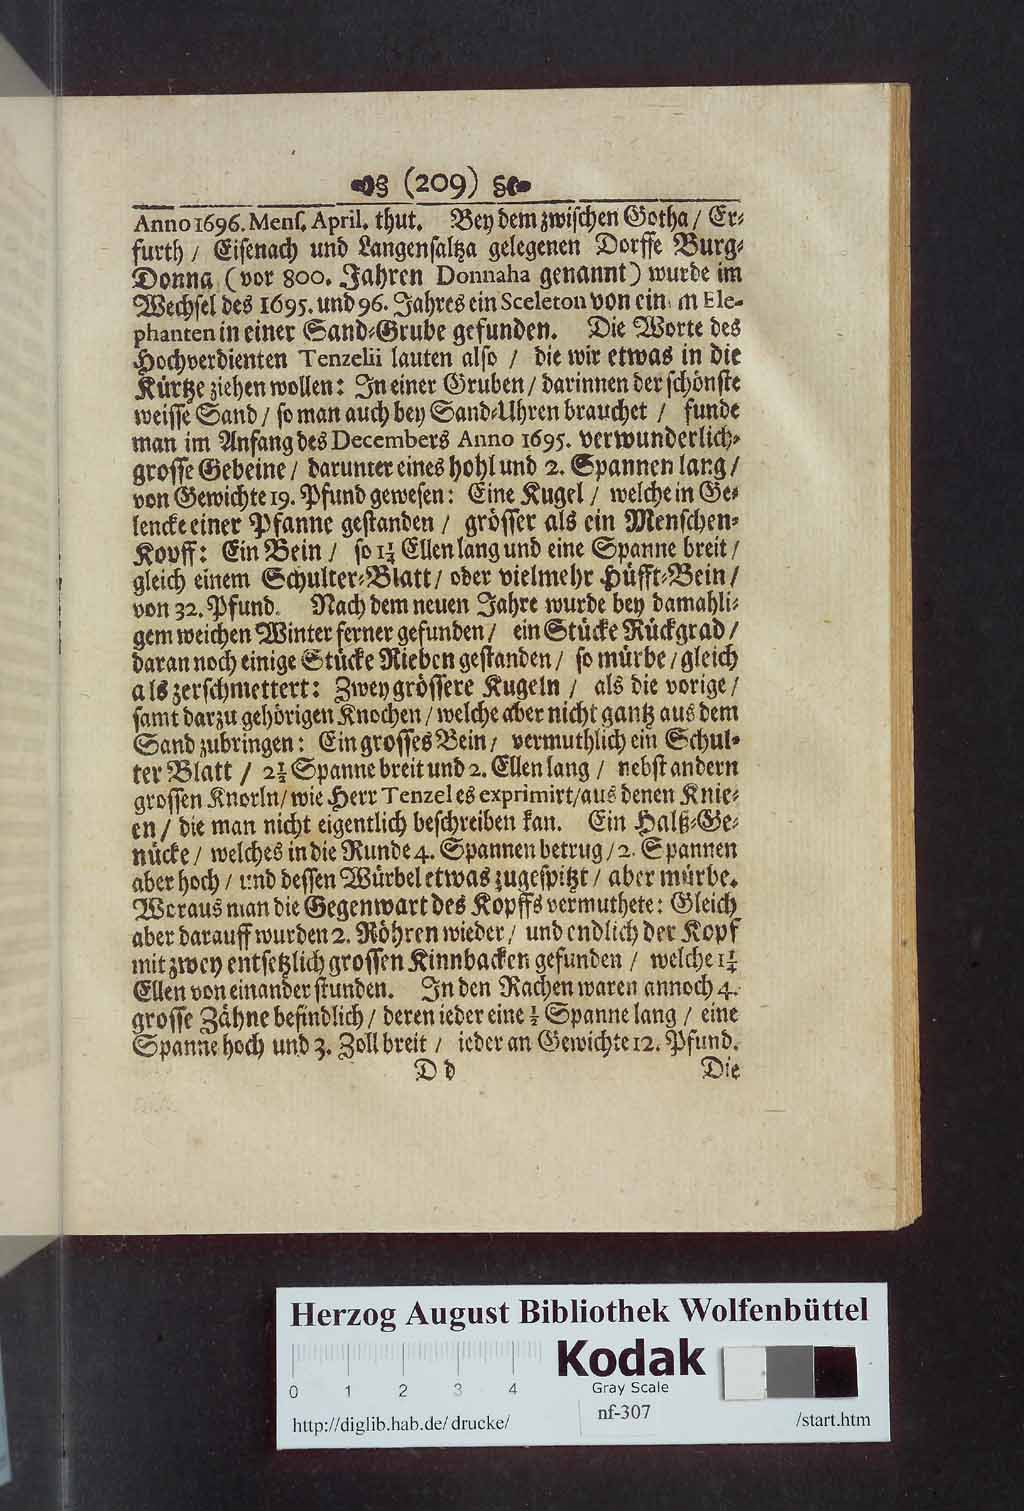 (209)
Anno 1696. Mens. April. thut. Bey dem zwischen Gotha / Er-
furth / Eisenach und Langensaltza gelegenen Dorffe Burg-
Donna (vor 800. Jahren Donnaha genannt) wurde im
Wechsel des 1695. und 96. Jahres ein Sceleton von einem Ele-
phanten in einer Sand-Grube gefunden. Die Worte des
Hochverdienten Tenzelii lauten also / die wir etwas in die
Kürtze ziehen wollen: In einer Gruben / darinnen der schönste
weisse Sand / so man auch bey Sand-Uhren brauchet / funde
man im Anfang des Decembers Anno 1695. verwunderlich-
grosse Gebeine / darunter eines hohl und 2. Spannen lang /
von Gewichte 19. Pfund gewesen: Eine Kugel / welche in Ge-
lencke einer Pfanne gestanden / grösser als ein Menschen-
Kopff: Ein Bein / so 1¼ Ellen lang und eine Spanne breit /
gleich einem Schulter-Blatt / oder vielmehr Hüfft-Bein /
von 32. Pfund. Nach dem neuen Jahre wurde bey damahli-
gem weichen Winter ferner gefunden / ein Stücke Rückgrad /
daran noch einige Stücke Rieben gestanden / so mürbe / gleich
als zerschmettert: Zwey grössere Kugeln / als die vorige /
samt darzu gehörigen Knochen / welche aber nicht gantz aus dem
Sand zubringen: Ein grosses Bein / vermuthlich ein Schul-
ter Blatt / 2½ Spanne breit und 2. Ellen lang / nebst andern
grossen Knorln / wie Herr Tenzel es exprimirt / aus denen Knie-
en / die man nicht eigentlich beschreiben kan. Ein Haltz-Ge-
nücke / welches in die Runde 4. Spannen betrug / 2. Spannen
aber hoch / und dessen Würbel etwas zugespitzt / aber mürbe.
Woraus man die Gegenwart des Kopffs vermuthete: Gleich
aber darauff wurden 2. Röhren wieder / und endlich der Kopf
mit zwey entsetzlich grossen Kinnbacken gefunden / welche 1¼
Ellen von einander stunden. In den Rachen waren annoch 4.
grosse Zähne befindlich / deren ieder eine ½ Spanne lang / eine
Spanne hoch und 3. Zoll breit / ieder an Gewichte 12. Pfund.
D d Die
Herzog August Bibliothek Wolfenbüttel
0 1 2 3 4
Kodak
Gray Scale
nf-307
http://diglib.hab.de/drucke/ /start.htm